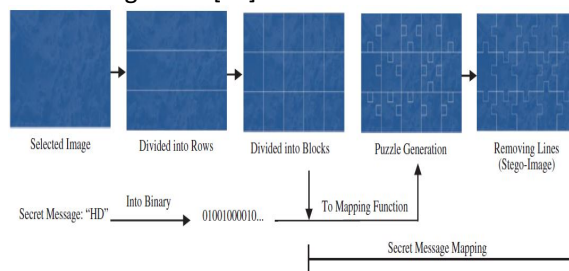 Selected Image
Divided into Rows
Divided into Blocks
Puzzle Generation
Removing Lines
(Stego-Image)
Secret Message: “HD”
Into Binary
01001000010...
To Mapping Function
Secret Message Mapping